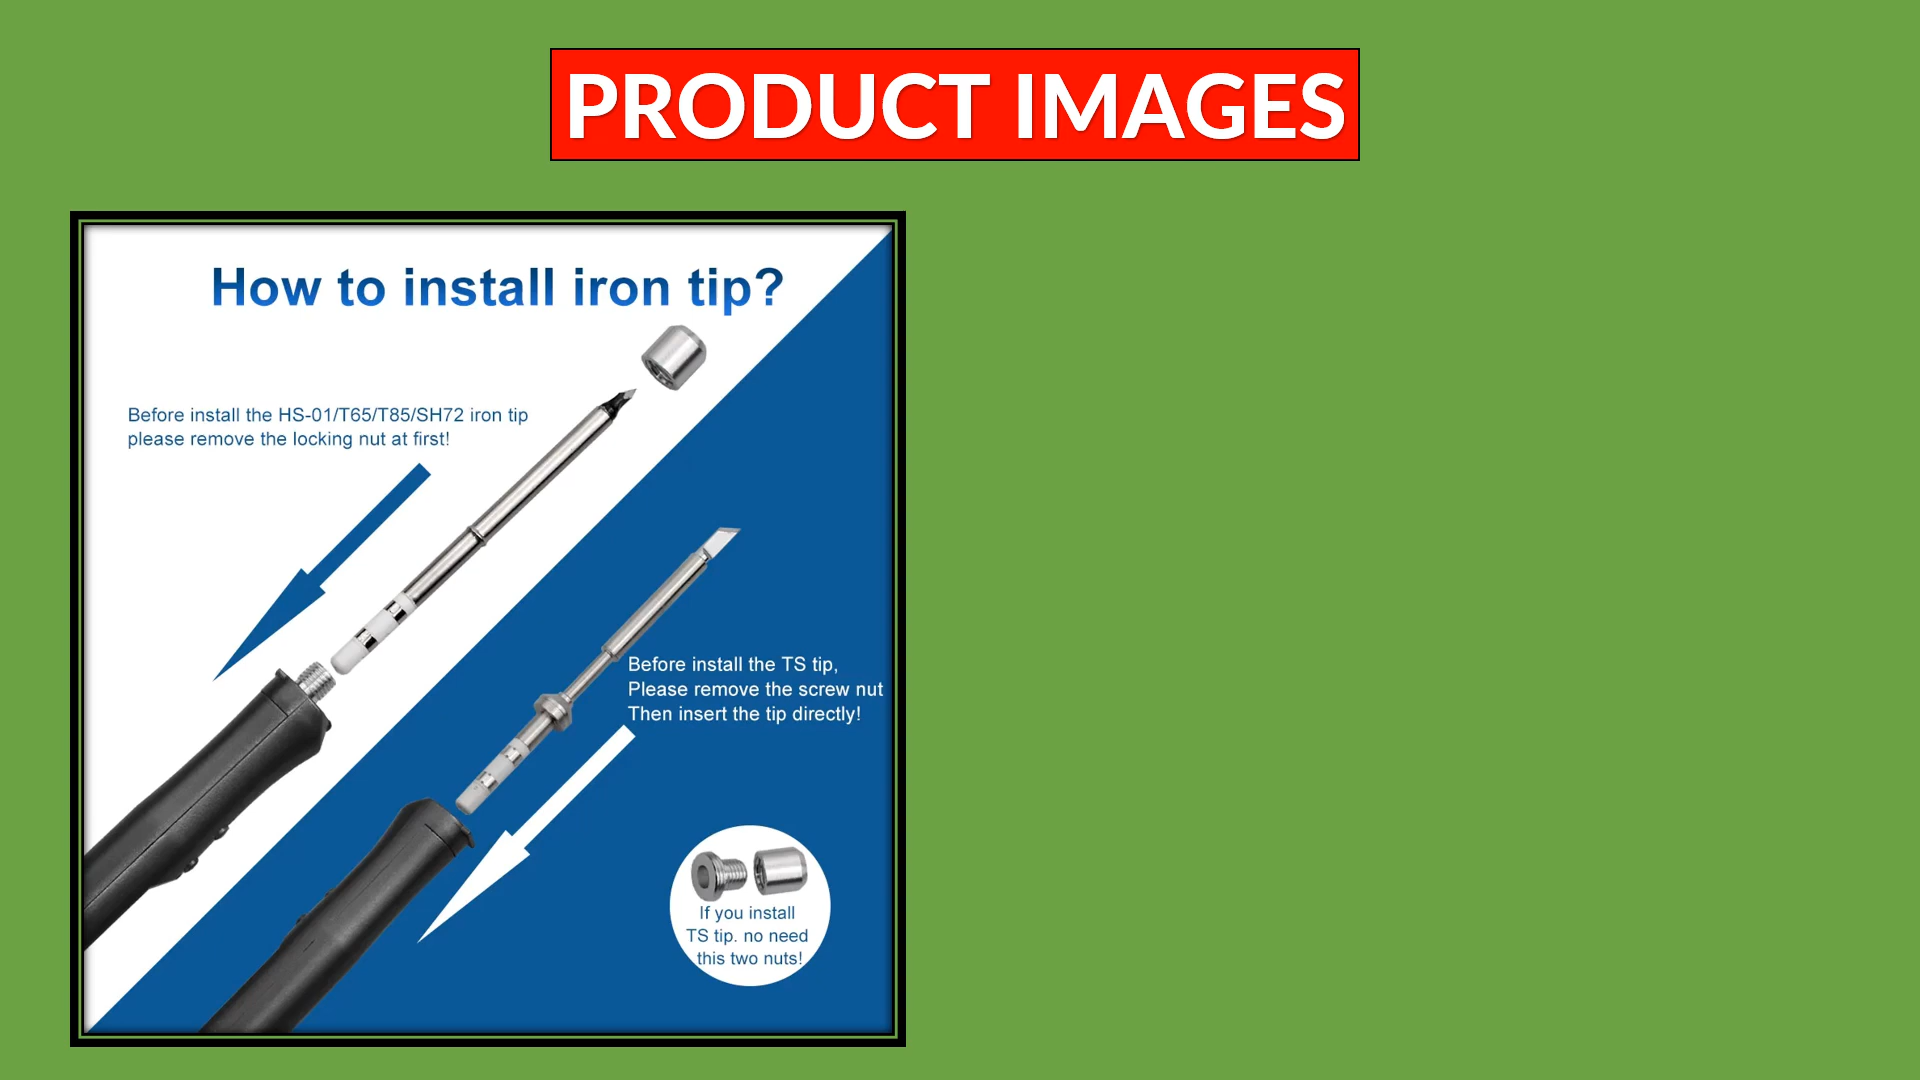 PRODUCT IMAGES
How to install iron tip?
Before install the HS-01/T65/T85/SH72 iron tip
please remove the locking nut at first!
Before install the TS tip,
Please remove the screw nut
Then insert the tip directly!
If you install
TS tip. no need
this two nuts!